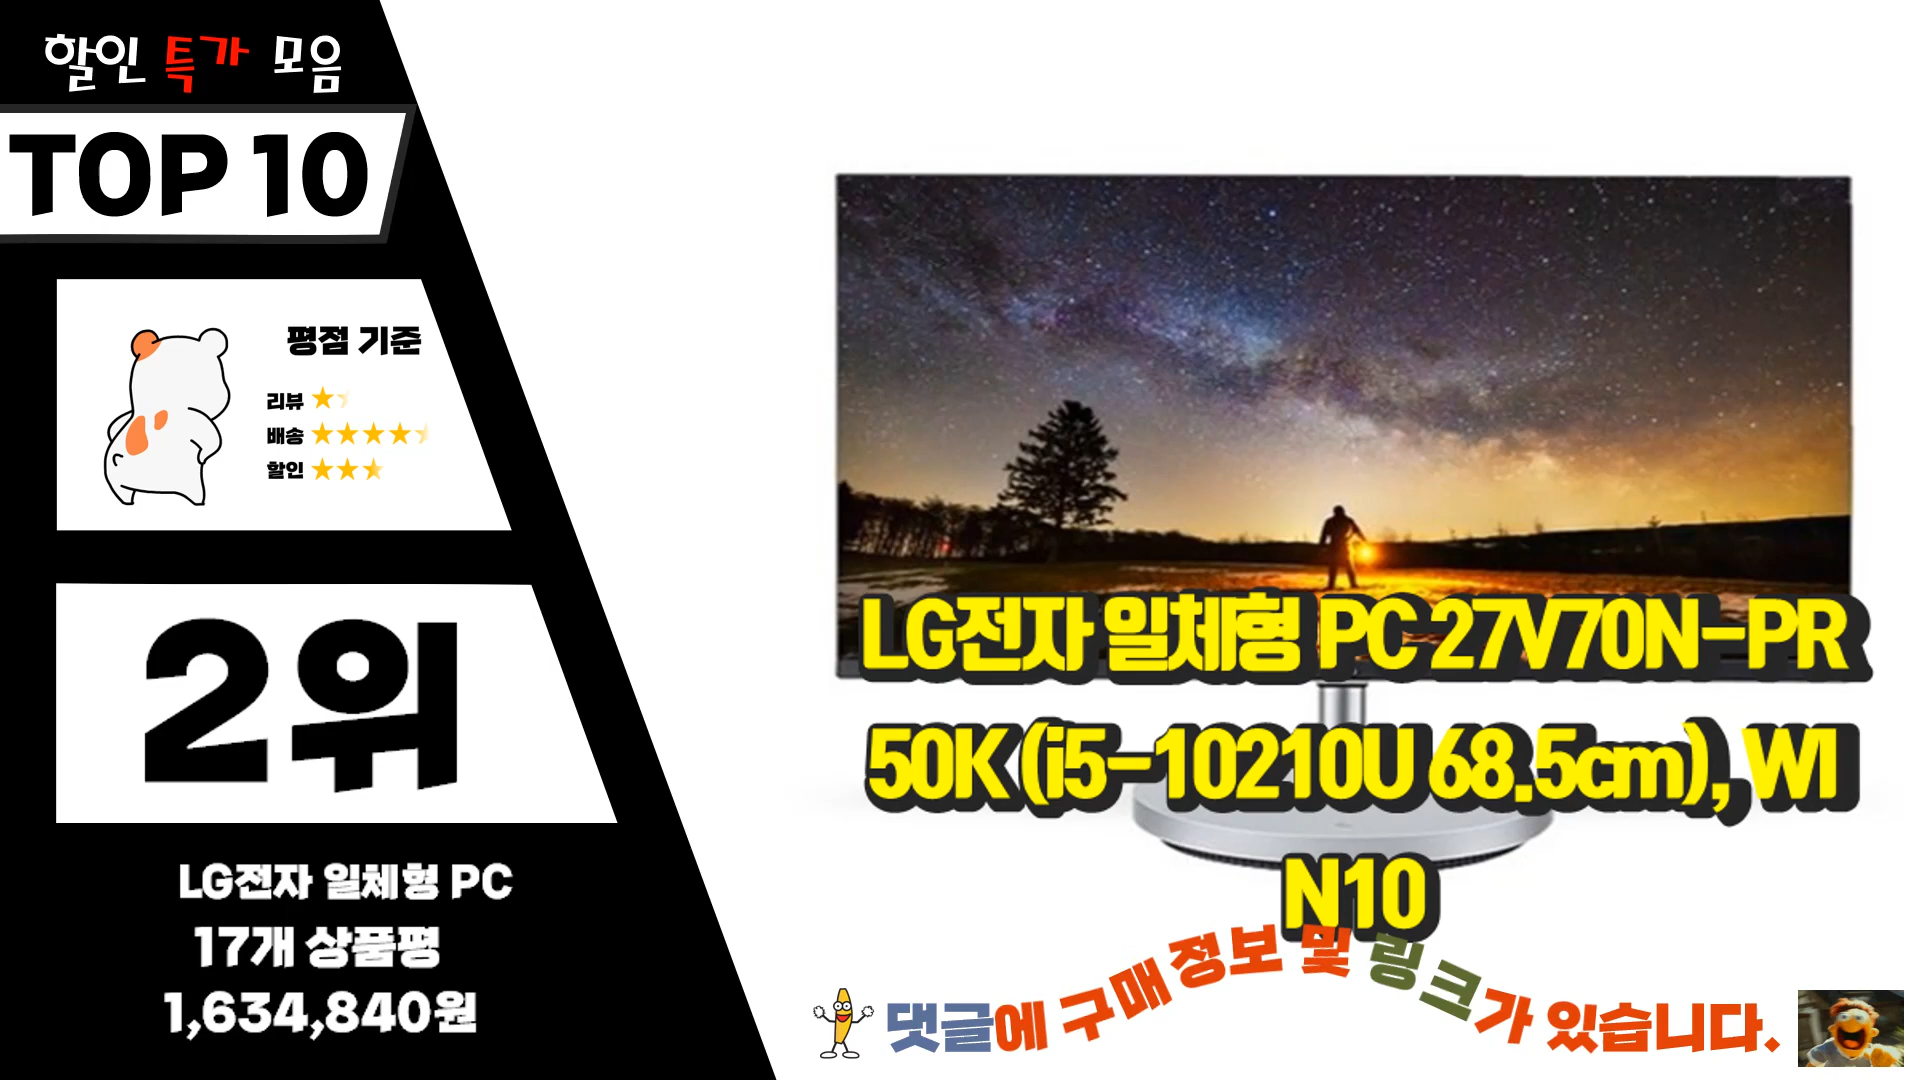 할인 특가 모음
TOP 10
평점 기준
리뷰
배송
할인
2위
LG전자 일체형 PC
17개 상품평
1,634,840원
LG전자 일체형 PC 27V70N-PR
50K (i5-10210U 68.5cm), WI
N10
댓글에 구매 정보 및 링크가 있습니다.